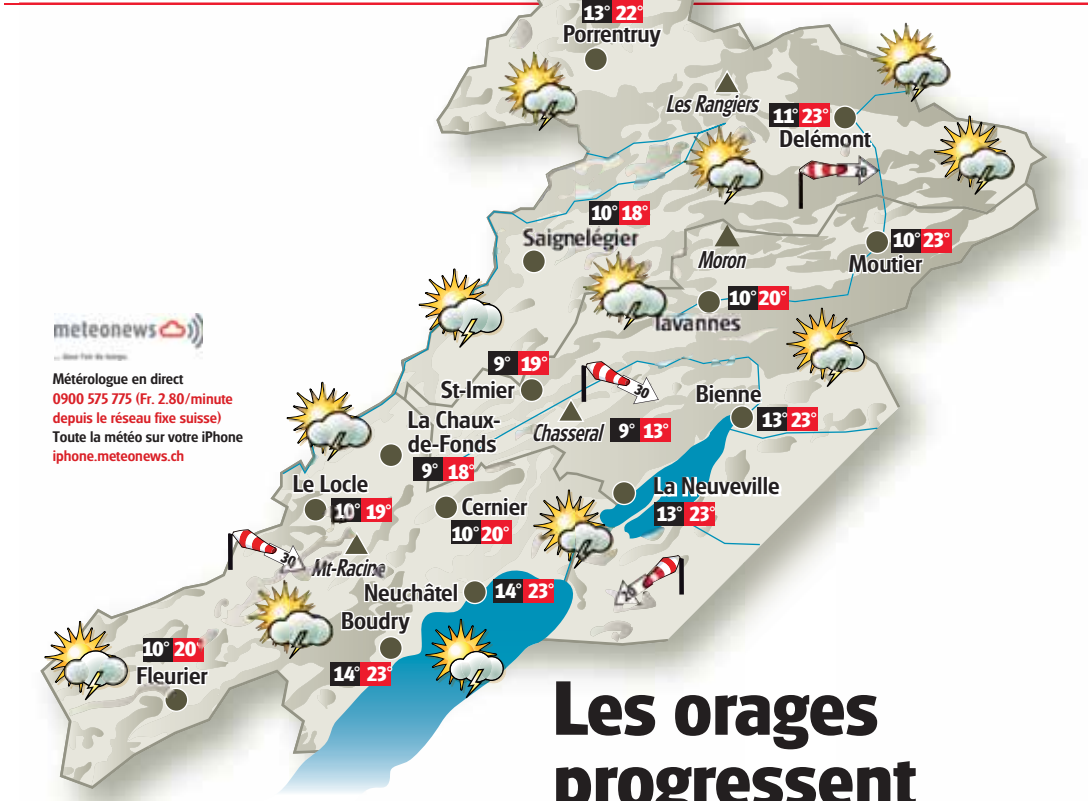 13° 22°
Porrentruy
Les Rangiers
11° 23°
Delémont
20
10° 18°
Saignelégier
10° 23°
Moron
Moutier
10° 20°
Tavannes
meteonews
Métérologue en direct
0900 575 775 (Fr. 2.80/minute
depuis le réseau fixe suisse)
Toute la météo sur votre iPhone
iphone.meteonews.ch
9° 19°
St-Imier
30
Bienne
13° 23°
La Chaux-
de-Fonds
9° 18°
Chasseral 9° 13°
Le Locle
10° 19°
Cernier
10° 20°
La Neuveville
13° 23°
30
Mt-Racine
20
Neuchâtel 14° 23°
Boudry
14° 23°
10° 20°
Fleurier
Les orages
progressent